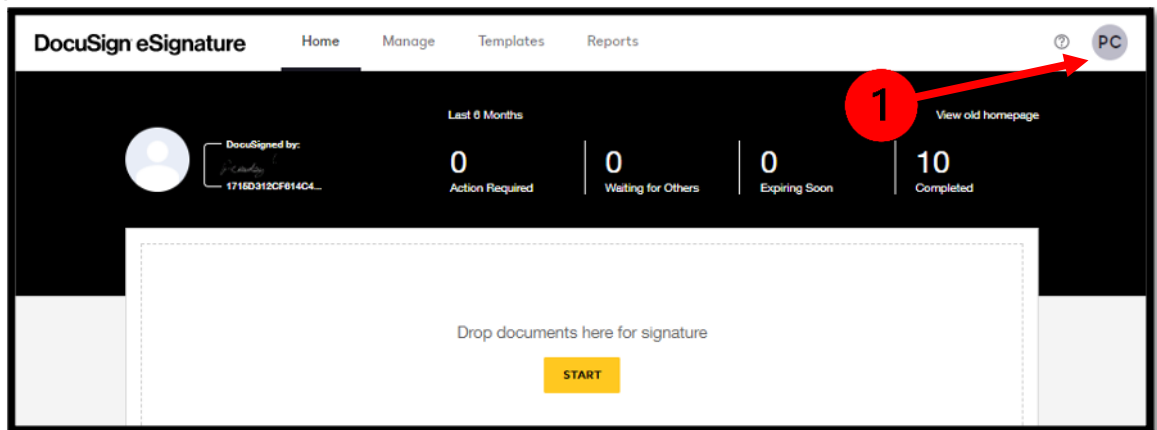 DocuSign eSignature Home Manage Templates Reports PC
1
Last 6 Months View old homepage
DocuSigned by:
1715D312CF614C4...
0 0 0 10
Action Required Waiting for Others Expiring Soon Completed
Drop documents here for signature
START